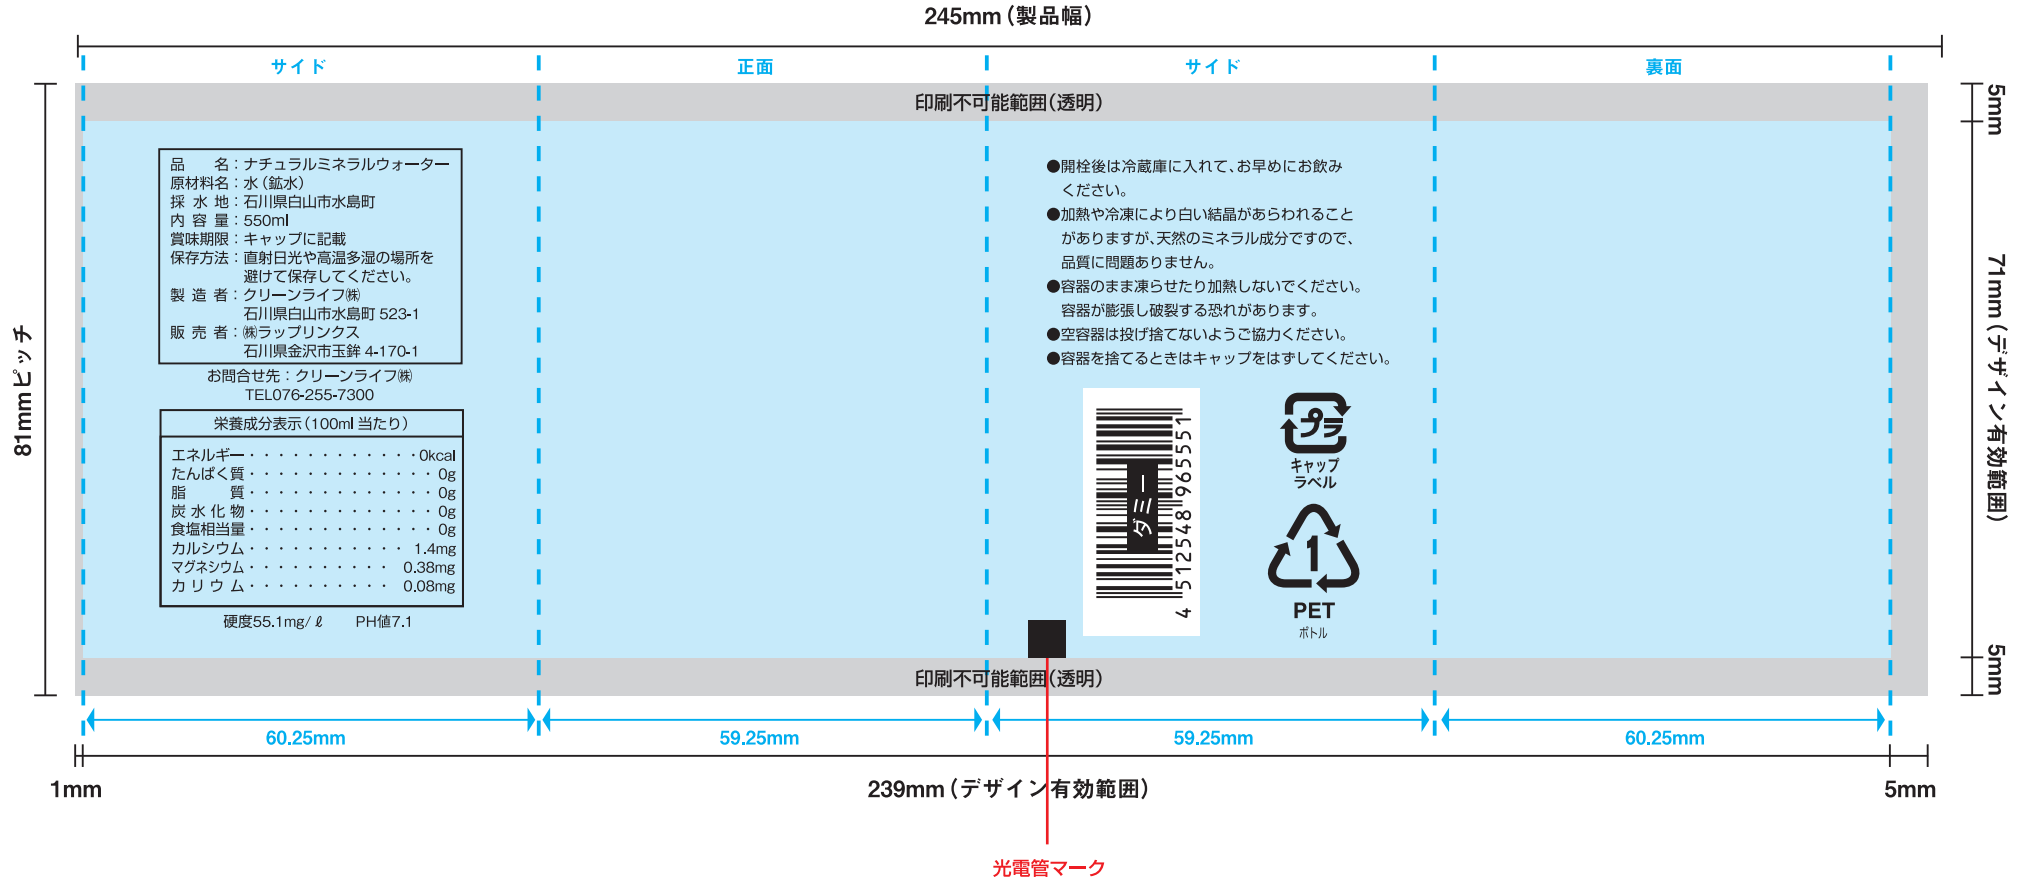 245mm（製品幅）
サイド
正面
サイド
裏面
印刷不可能範囲（透明）
5mm
71mm（デザイン有効範囲）
5mm
81mmピッチ
品　　名：ナチュラルミネラルウォーター
原材料名：水（鉱水）
採 水 地：石川県白山市水島町
内 容 量：550ml
賞味期限：キャップに記載
保存方法：直射日光や高温多湿の場所を
避けて保存してください。
製 造 者：クリーンライフ㈱
石川県白山市水島町 523-1
販 売 者：㈱ラップリンクス
石川県金沢市玉鉾 4-170-1
お問合せ先：クリーンライフ㈱
TEL076-255-7300
栄養成分表示（100ml 当たり）
エネルギー・・・・・・・・・・・・0kcal
たんぱく質・・・・・・・・・・・・・0g
脂　　質・・・・・・・・・・・・・0g
炭水化物・・・・・・・・・・・・・0g
食塩相当量・・・・・・・・・・・・・0g
カルシウム・・・・・・・・・・・1.4mg
マグネシウム・・・・・・・・・・0.38mg
カリウム・・・・・・・・・・0.08mg
硬度55.1mg/ℓ　PH値7.1
●開栓後は冷蔵庫に入れて、お早めにお飲み
ください。
●加熱や冷凍により白い結晶があらわれること
がありますが、天然のミネラル成分ですので、
品質に問題ありません。
●容器のまま凍らせたり加熱しないでください。
容器が膨張し破裂する恐れがあります。
●空容器は投げ捨てないようご協力ください。
●容器を捨てるときはキャップをはずしてください。
ダミー
4 512548 965551
プラ
キャップ
ラベル
1
PET
ボトル
印刷不可能範囲（透明）
60.25mm
59.25mm
59.25mm
60.25mm
1mm
239mm（デザイン有効範囲）
5mm
光電管マーク